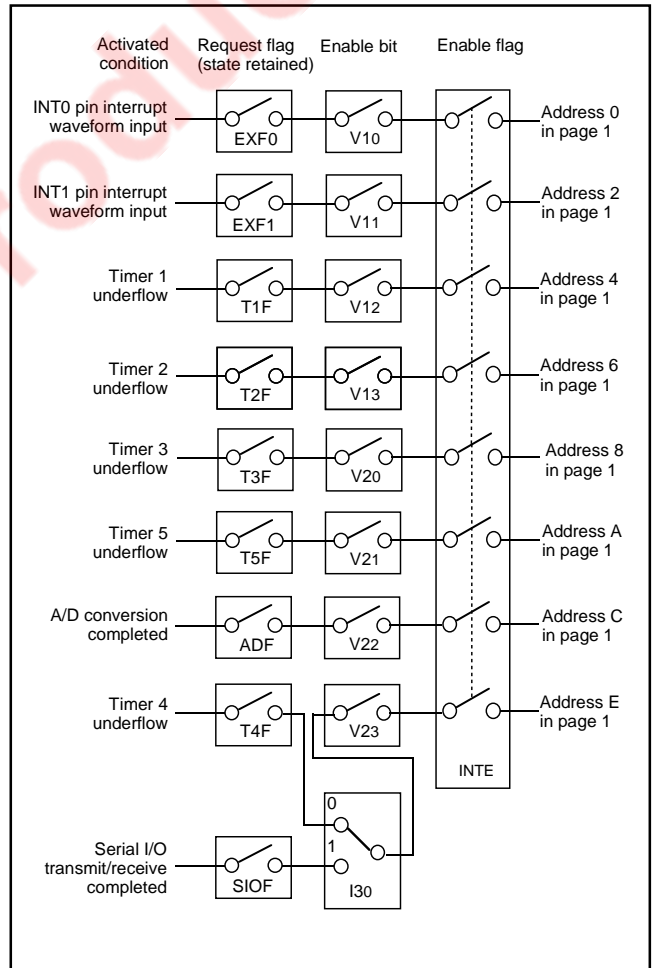 Activated condition
Request flag (state retained)
Enable bit
Enable flag
INT0 pin interrupt waveform input
EXF0
V10
Address 0 in page 1
INT1 pin interrupt waveform input
EXF1
V11
Address 2 in page 1
Timer 1 underflow
T1F
V12
Address 4 in page 1
Timer 2 underflow
T2F
V13
Address 6 in page 1
Timer 3 underflow
T3F
V20
Address 8 in page 1
Timer 5 underflow
T5F
V21
Address A in page 1
A/D conversion completed
ADF
V22
Address C in page 1
Timer 4 underflow
T4F
V23
Address E in page 1
INTE
0
1
Serial I/O transmit/receive completed
SIOF
I30